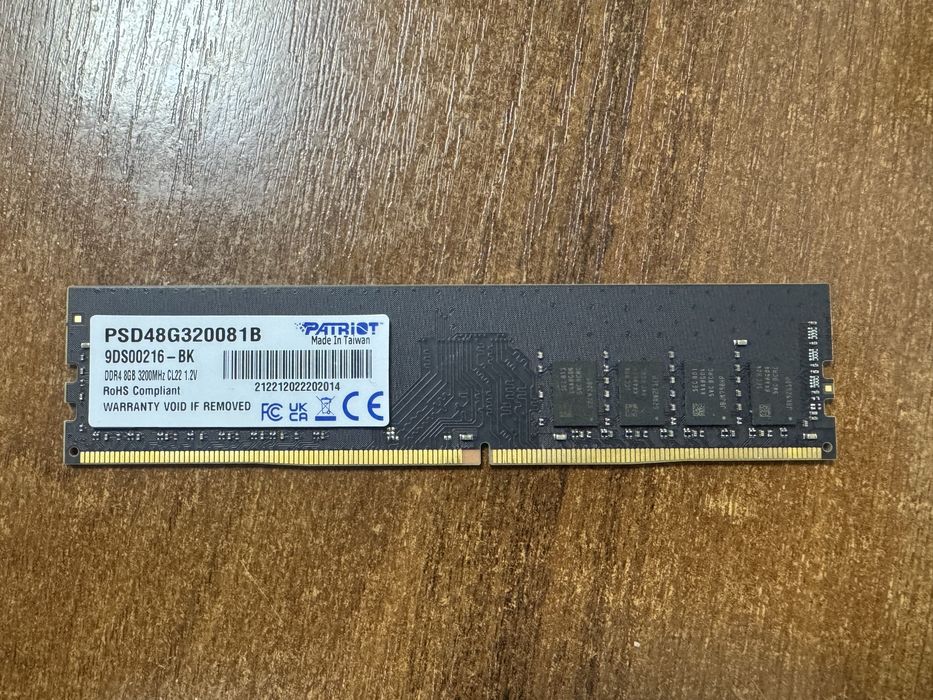 PSD48G320081B
PATRIOT
Made In Taiwan
9DS00216-BK
DDR4 8GB 3200MHz CL22 1.2V
RoHS Compliant
212212022202014
WARRANTY VOID IF REMOVED
FC UK CA CE